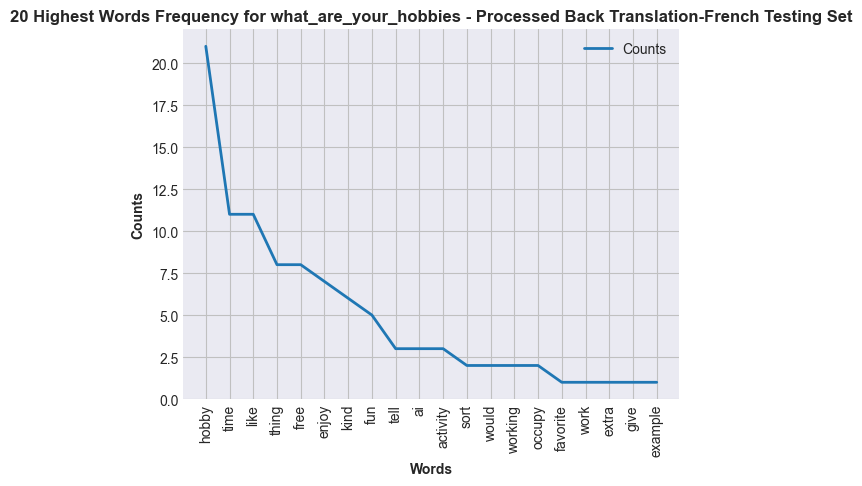 20 Highest Words Frequency for what_are_your_hobbies - Processed Back Translation-French Testing Set
Counts
20.0
17.5
15.0
12.5
10.0
7.5
5.0
2.5
0.0
Counts
hobby
time
like
thing
free
enjoy
kind
fun
tell
ai
activity
sort
would
working
occupy
favorite
work
extra
give
example
Words